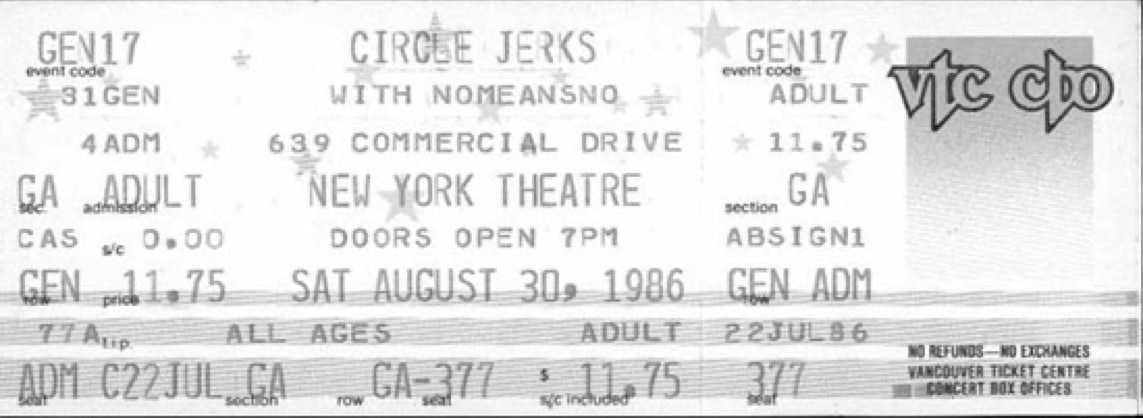 GEN17 CIRCLE JERKS GEN17
event code event code
31GEN WITH NOMEANSNO ADULT
vtc cbo
4ADM 639 COMMERCIAL DRIVE 11.75
GA ADULT NEW YORK THEATRE GA
sec. admission section
CAS s/c 0.00 DOORS OPEN 7PM ABSIGN1
GEN 11.75 SAT AUGUST 30, 1986 GEN ADM
row price row
77A t.i.p. ALL AGES ADULT 22JUL86
NO REFUNDS—NO EXCHANGES
VANCOUVER TICKET CENTRE
CONCERT BOX OFFICES
ADM C22JUL GA GA-377 $ 11.75 377
seat section row seat s/c included seat